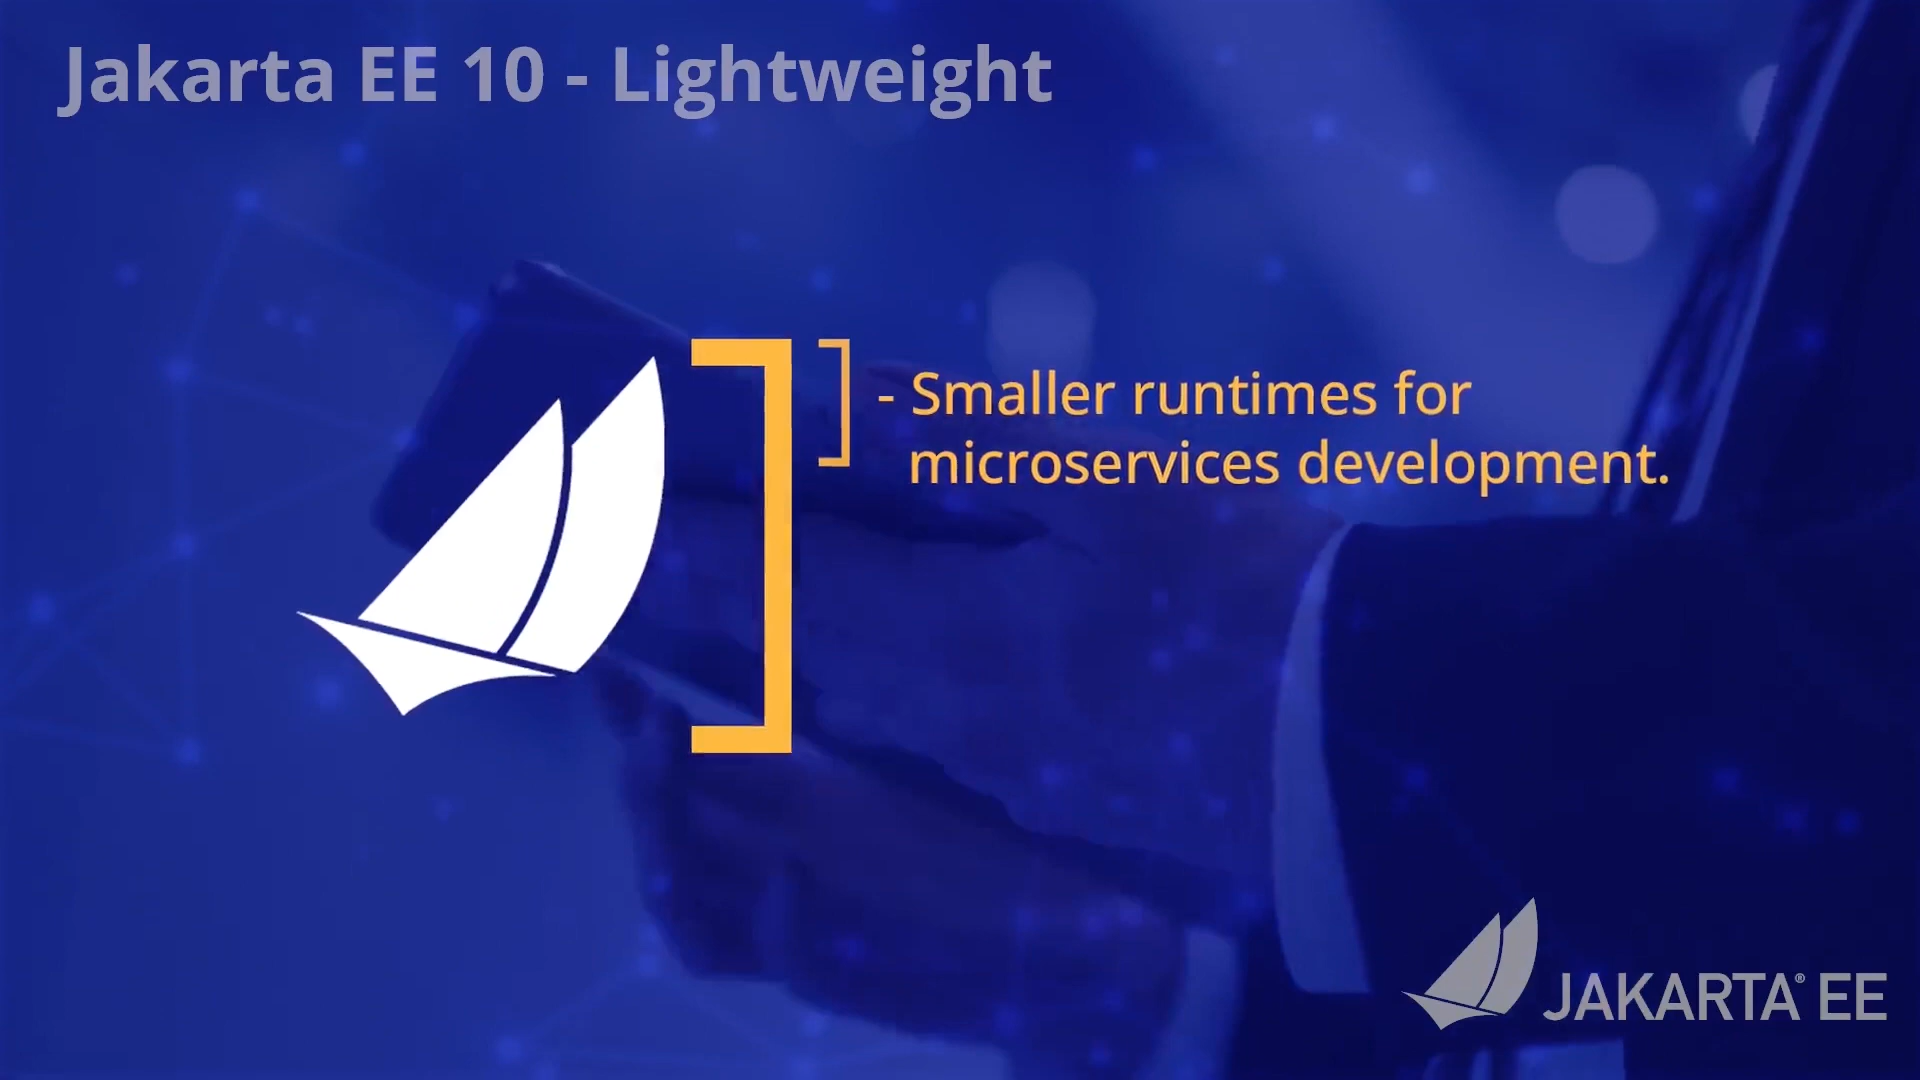 Jakarta EE 10 - Lightweight
- Smaller runtimes for
microservices development.
JAKARTA® EE